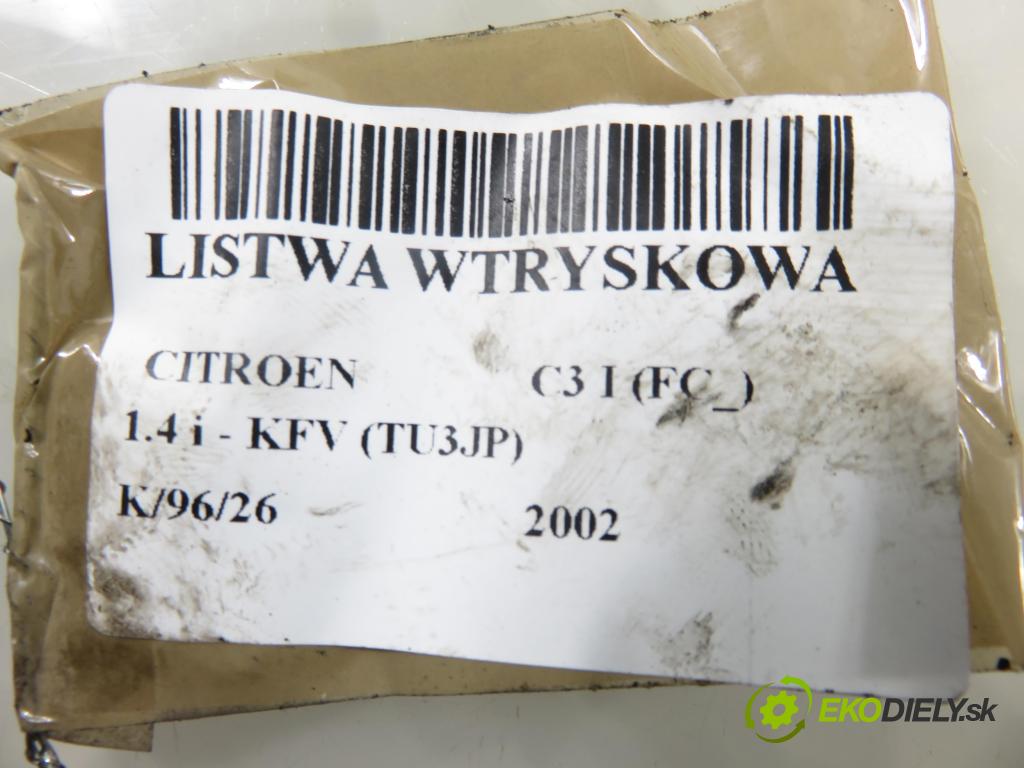 LISTWA WTRYSKOWA
CITROEN C3 I (FC_)
1.4 i - KFV (TU3JP)
K/96/26 2002
EKODIELY.sk